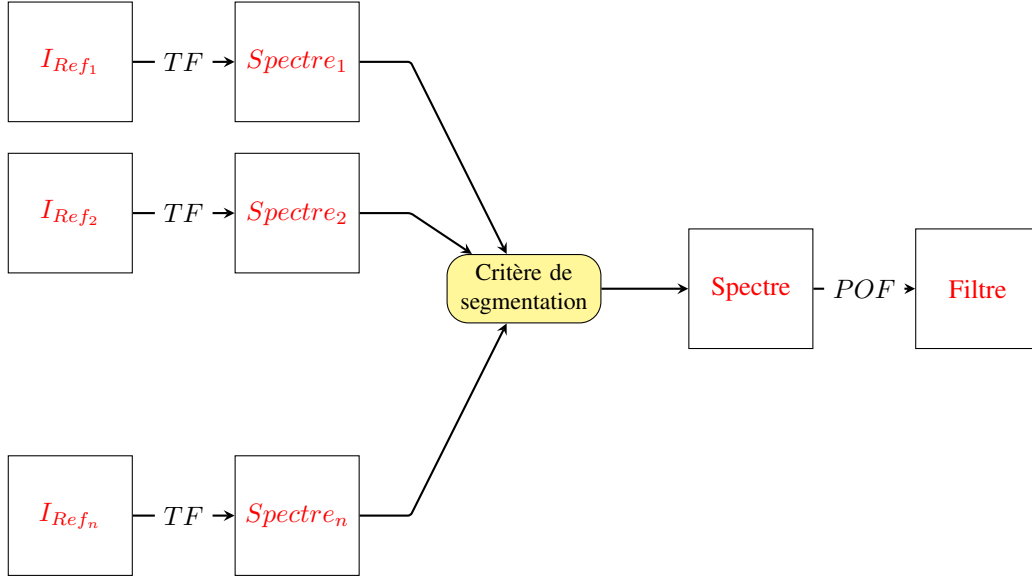 $I_{Ref_1}$ $TF$ $Spectre_1$
$I_{Ref_2}$ $TF$ $Spectre_2$
Critère de
segmentation
Spectre $POF$ Filtre
$I_{Ref_n}$ $TF$ $Spectre_n$